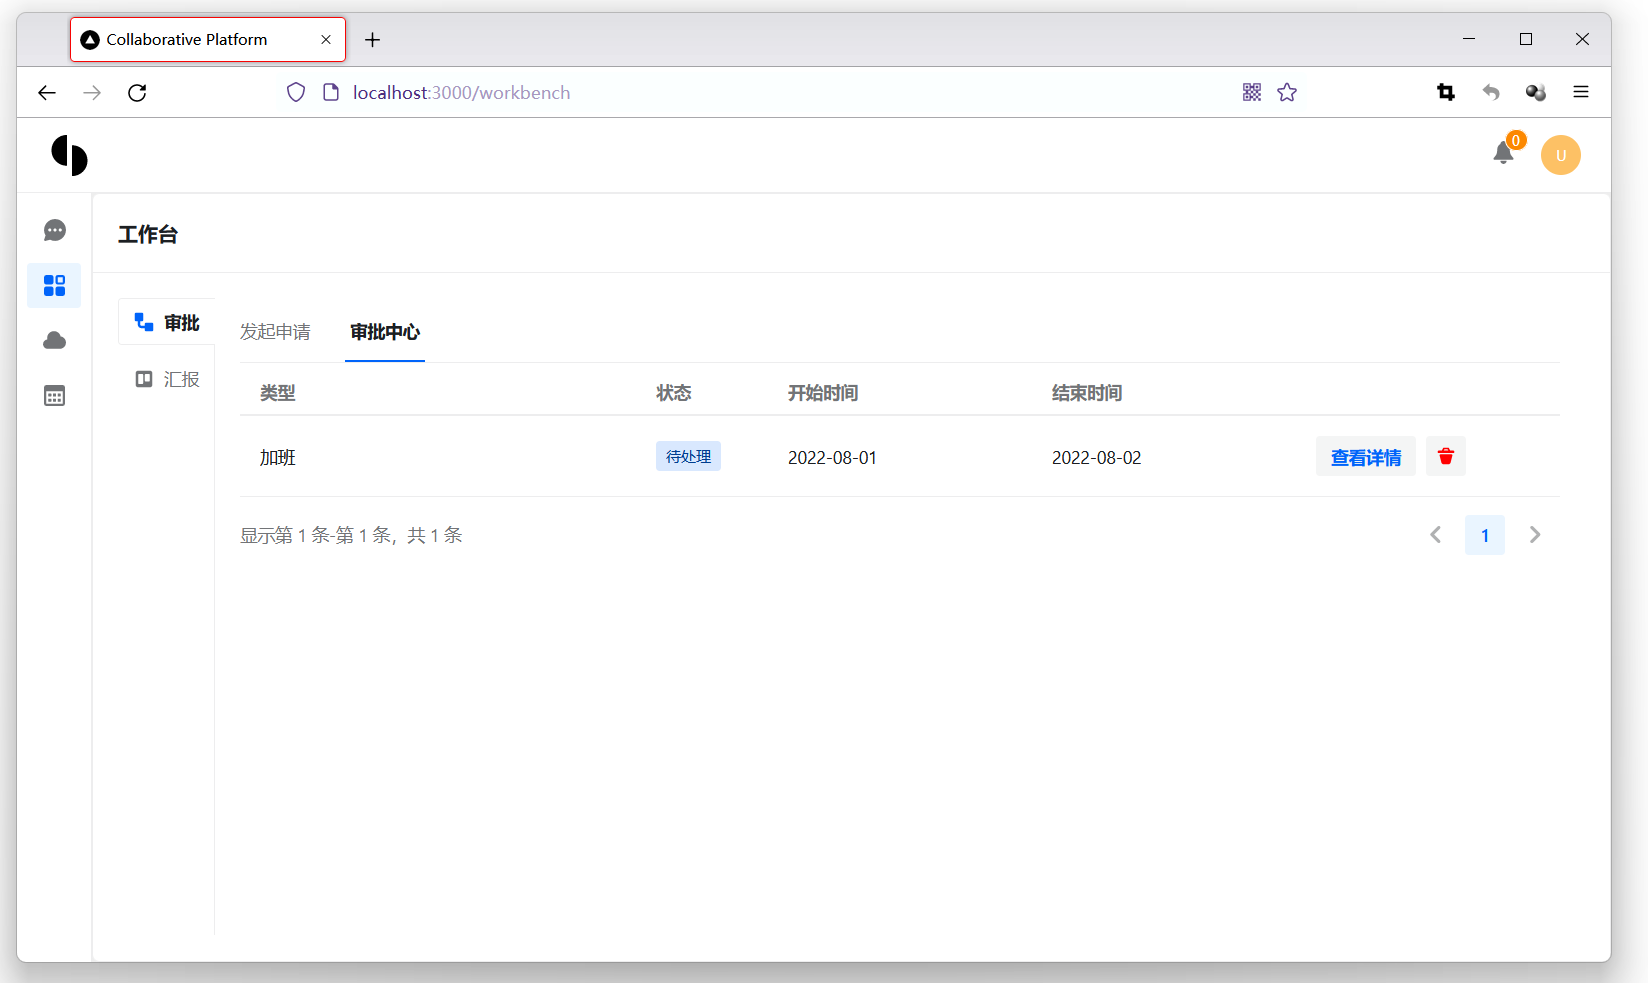 Collaborative Platform
localhost:3000/workbench
0
U
工作台
审批
汇报
发起申请 审批中心
类型 状态 开始时间 结束时间
加班 待处理 2022-08-01 2022-08-02 查看详情
显示第 1 条-第 1 条，共 1 条
1